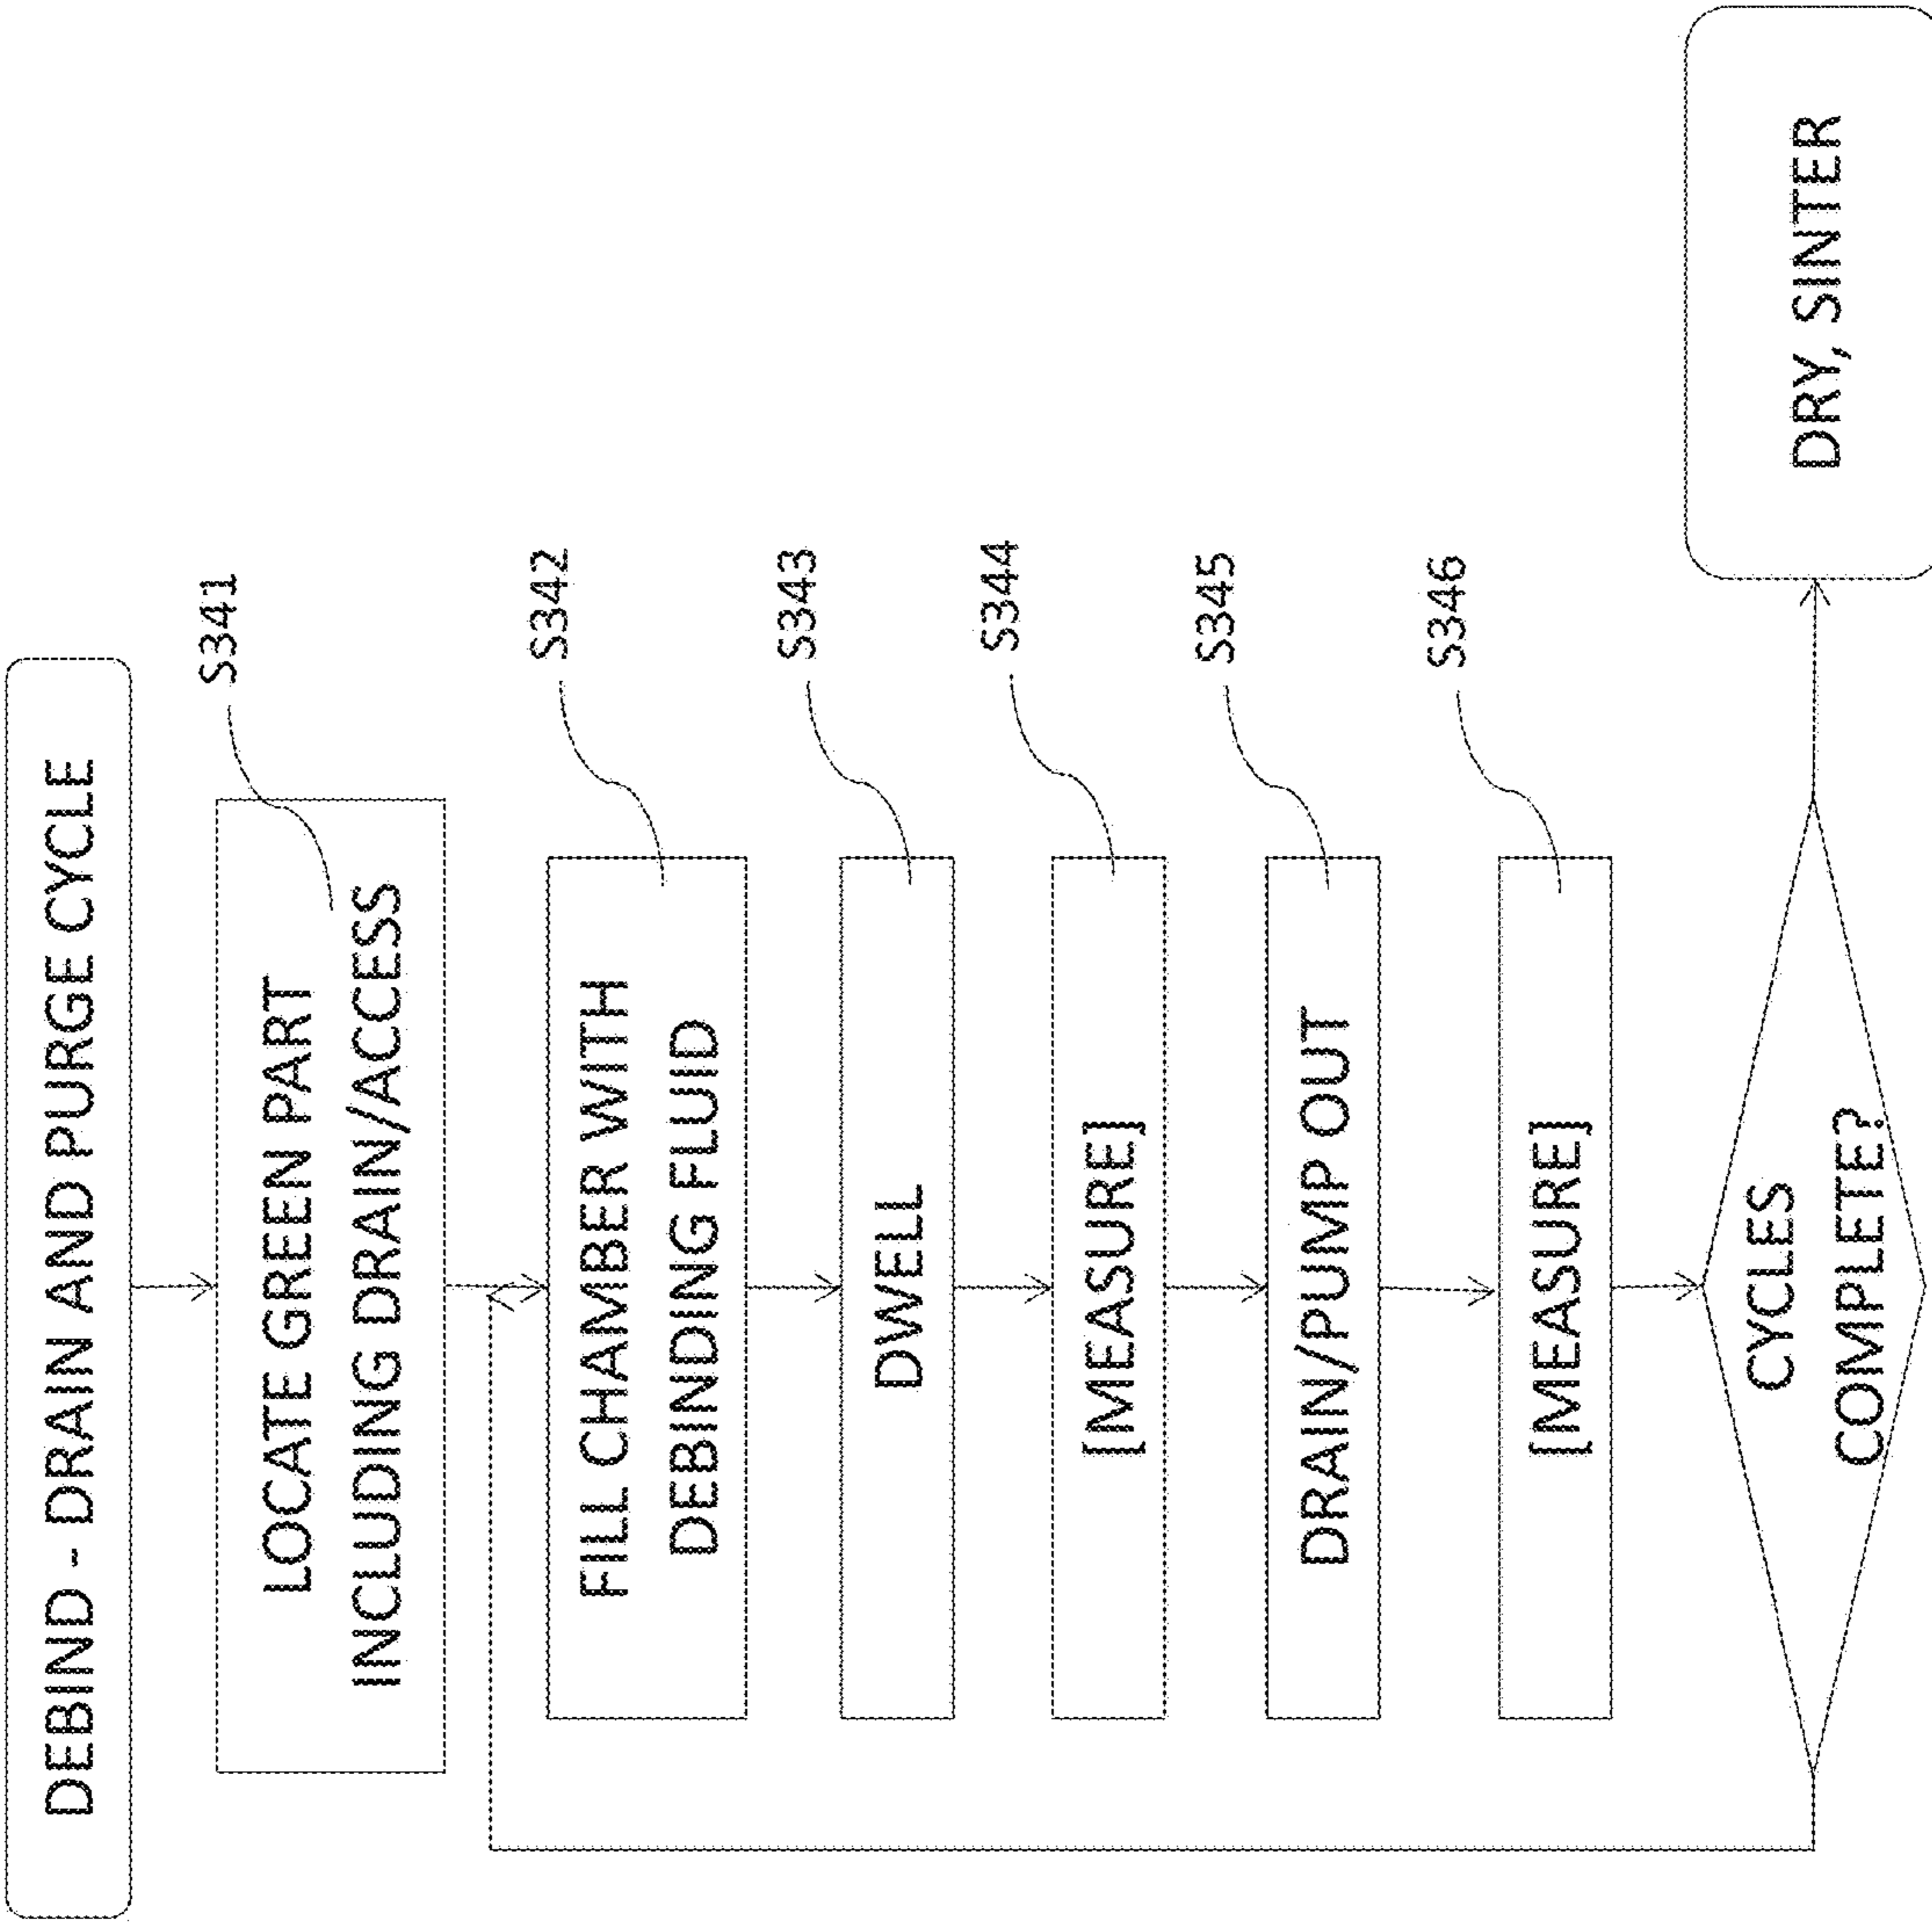 DEBIND - DRAIN AND PURGE CYCLE
S341
LOCATE GREEN PART
INCLUDING DRAIN/ACCESS
S342
FILL CHAMBER WITH
DEBINDING FLUID
S343
DWELL
S344
[MEASURE]
S345
DRAIN/PUMP OUT
S346
[MEASURE]
CYCLES
COMPLETE?
DRY, SINTER